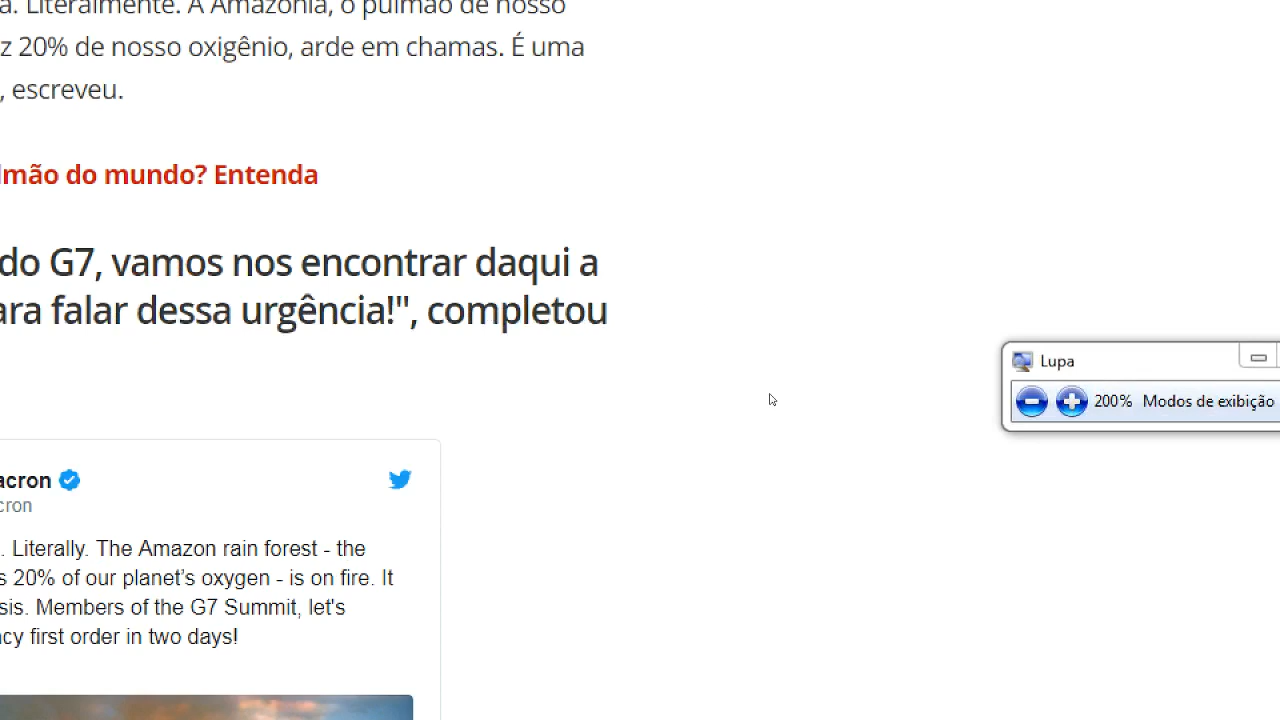 a. Literalmente. A Amazônia, o pulmão de nosso
z 20% de nosso oxigênio, arde em chamas. É uma
, escreveu.
lmão do mundo? Entenda
do G7, vamos nos encontrar daqui a
ara falar dessa urgência!", completou
Lupa
200% Modos de exibição
acron
cron
. Literally. The Amazon rain forest - the
s 20% of our planet’s oxygen - is on fire. It
sis. Members of the G7 Summit, let's
ncy first order in two days!